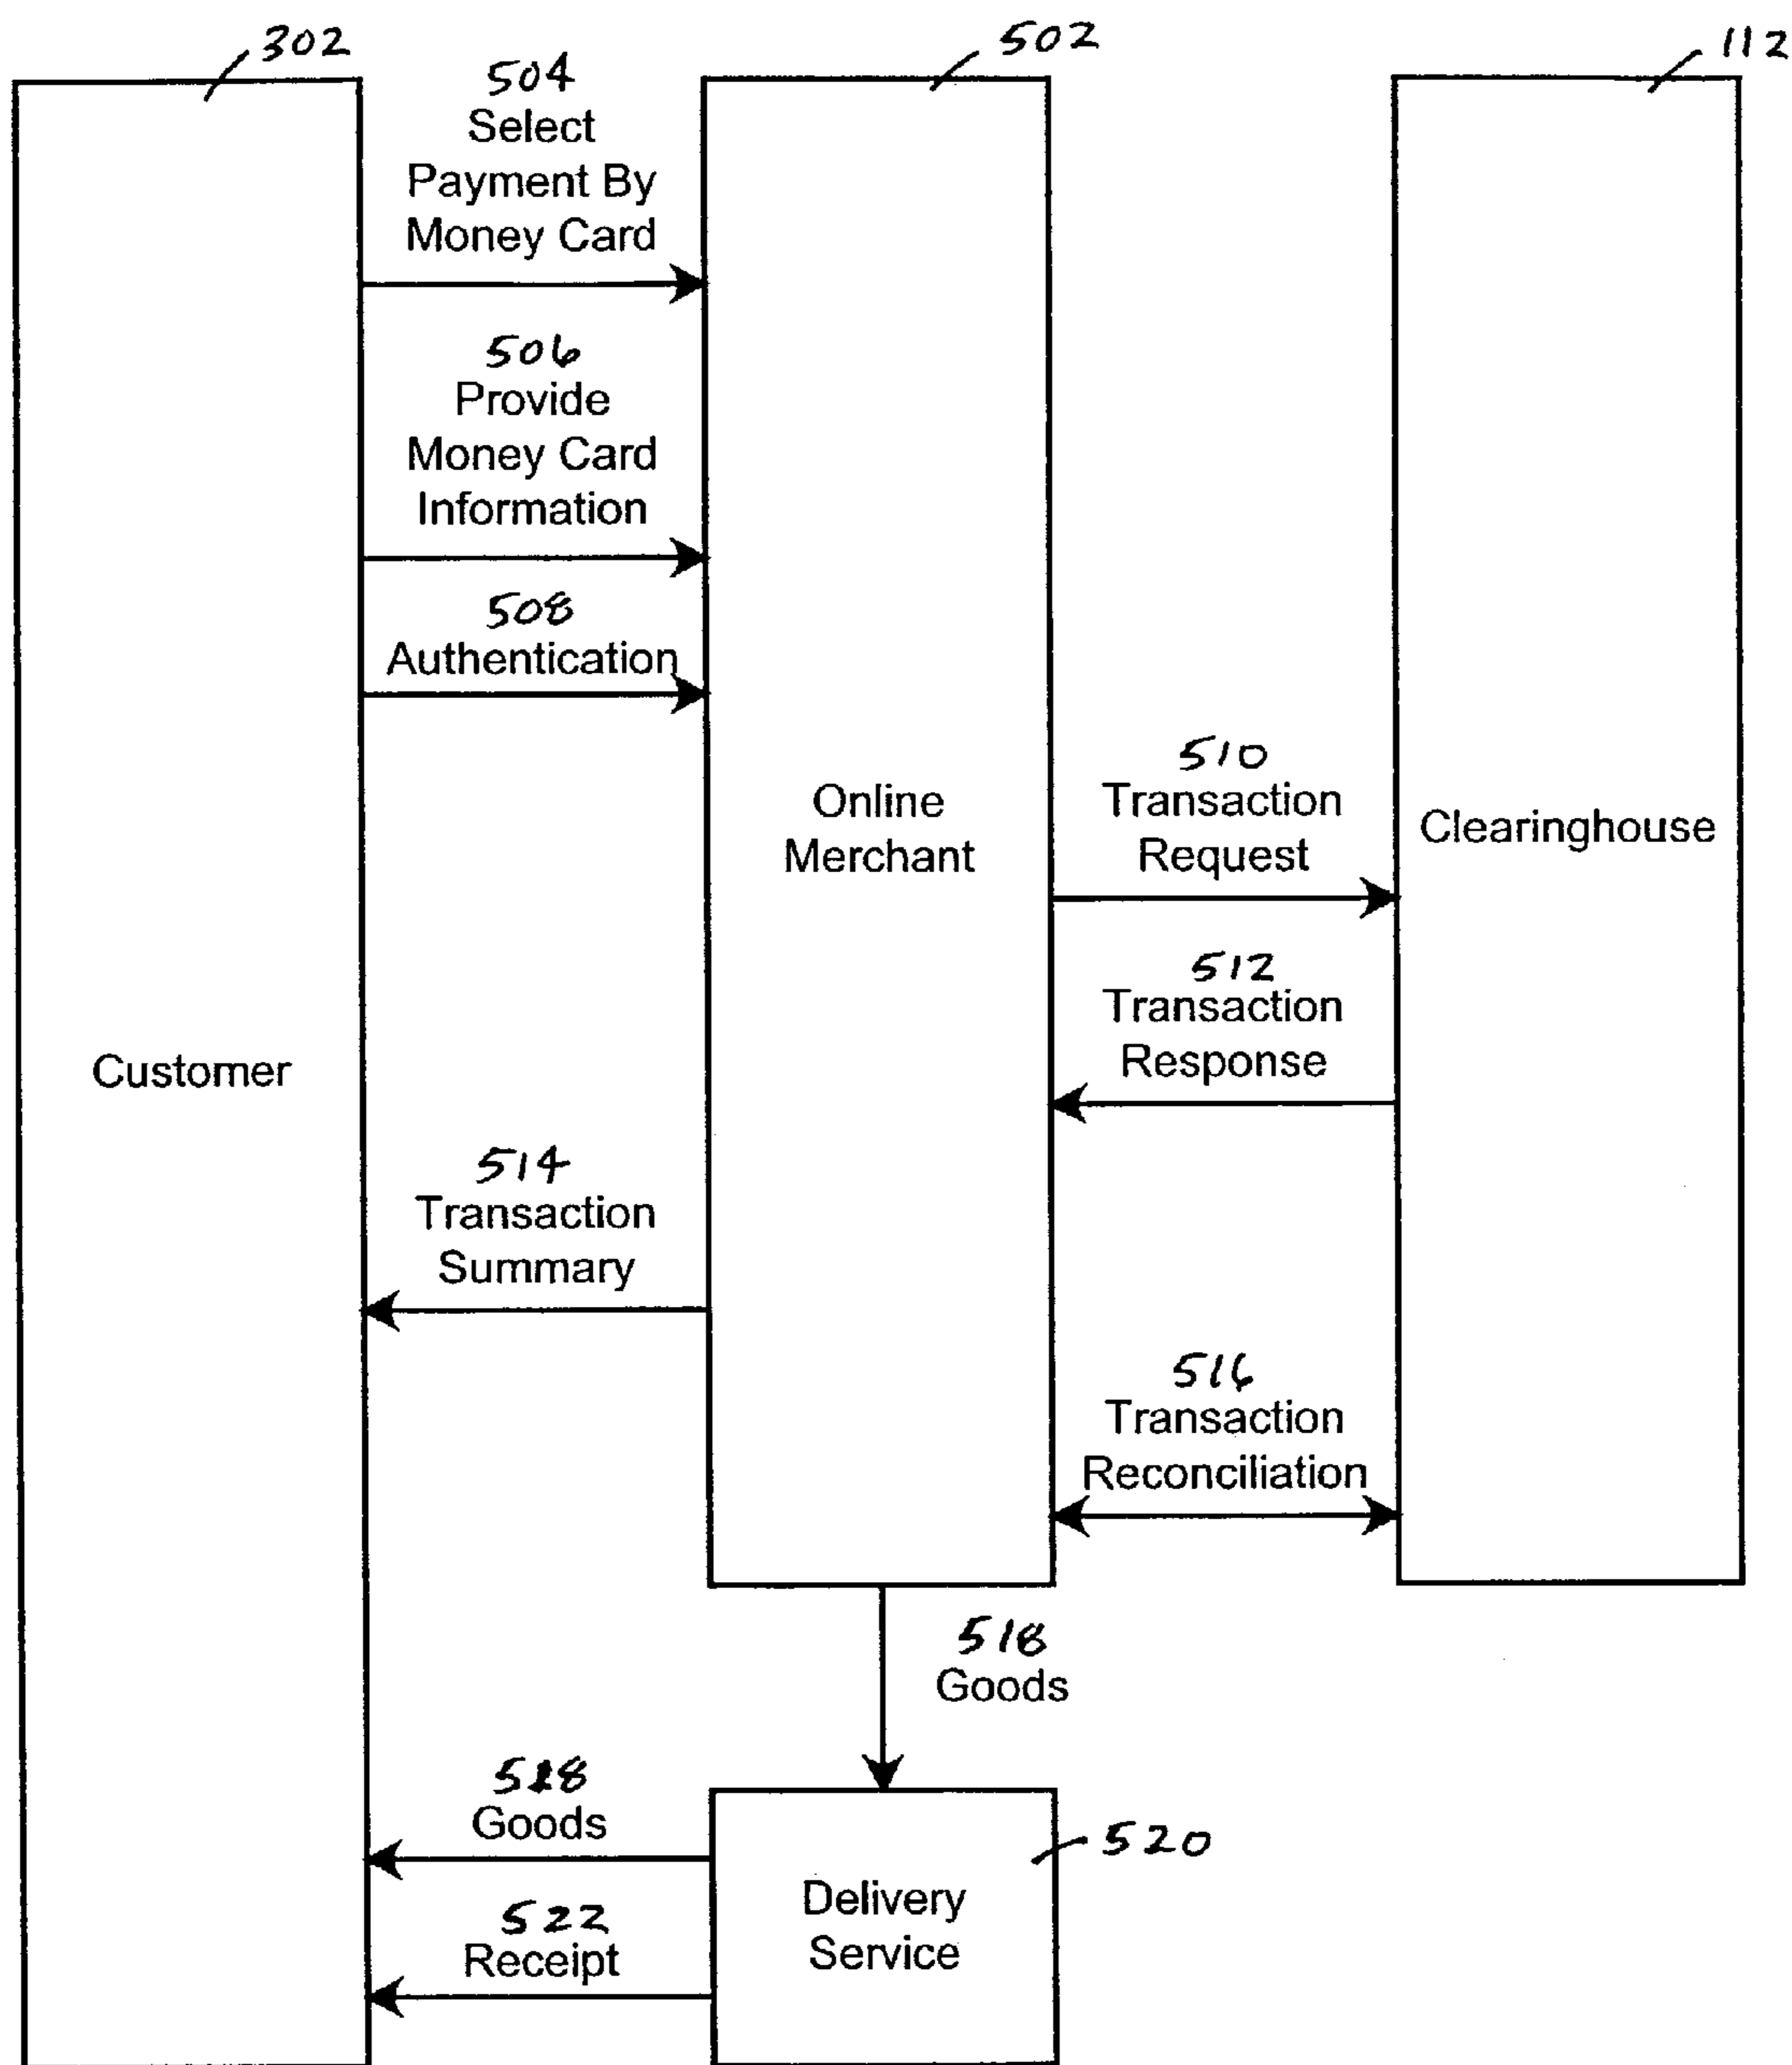 302
502
112
504
Select
Payment By
Money Card
506
Provide
Money Card
Information
508
Authentication
510
Transaction
Request
Online
Merchant
Clearinghouse
512
Transaction
Response
Customer
514
Transaction
Summary
516
Transaction
Reconciliation
518
Goods
518
Goods
520
Delivery
Service
522
Receipt